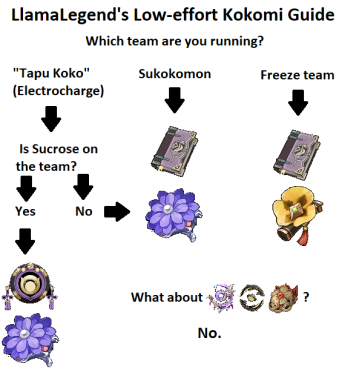 LlamaLegend's Low-effort Kokomi Guide
Which team are you running?
"Tapu Koko" Sukokomon Freeze team
(Electrocharge)
Is Sucrose on
the team?
Yes No
What about ?
No.